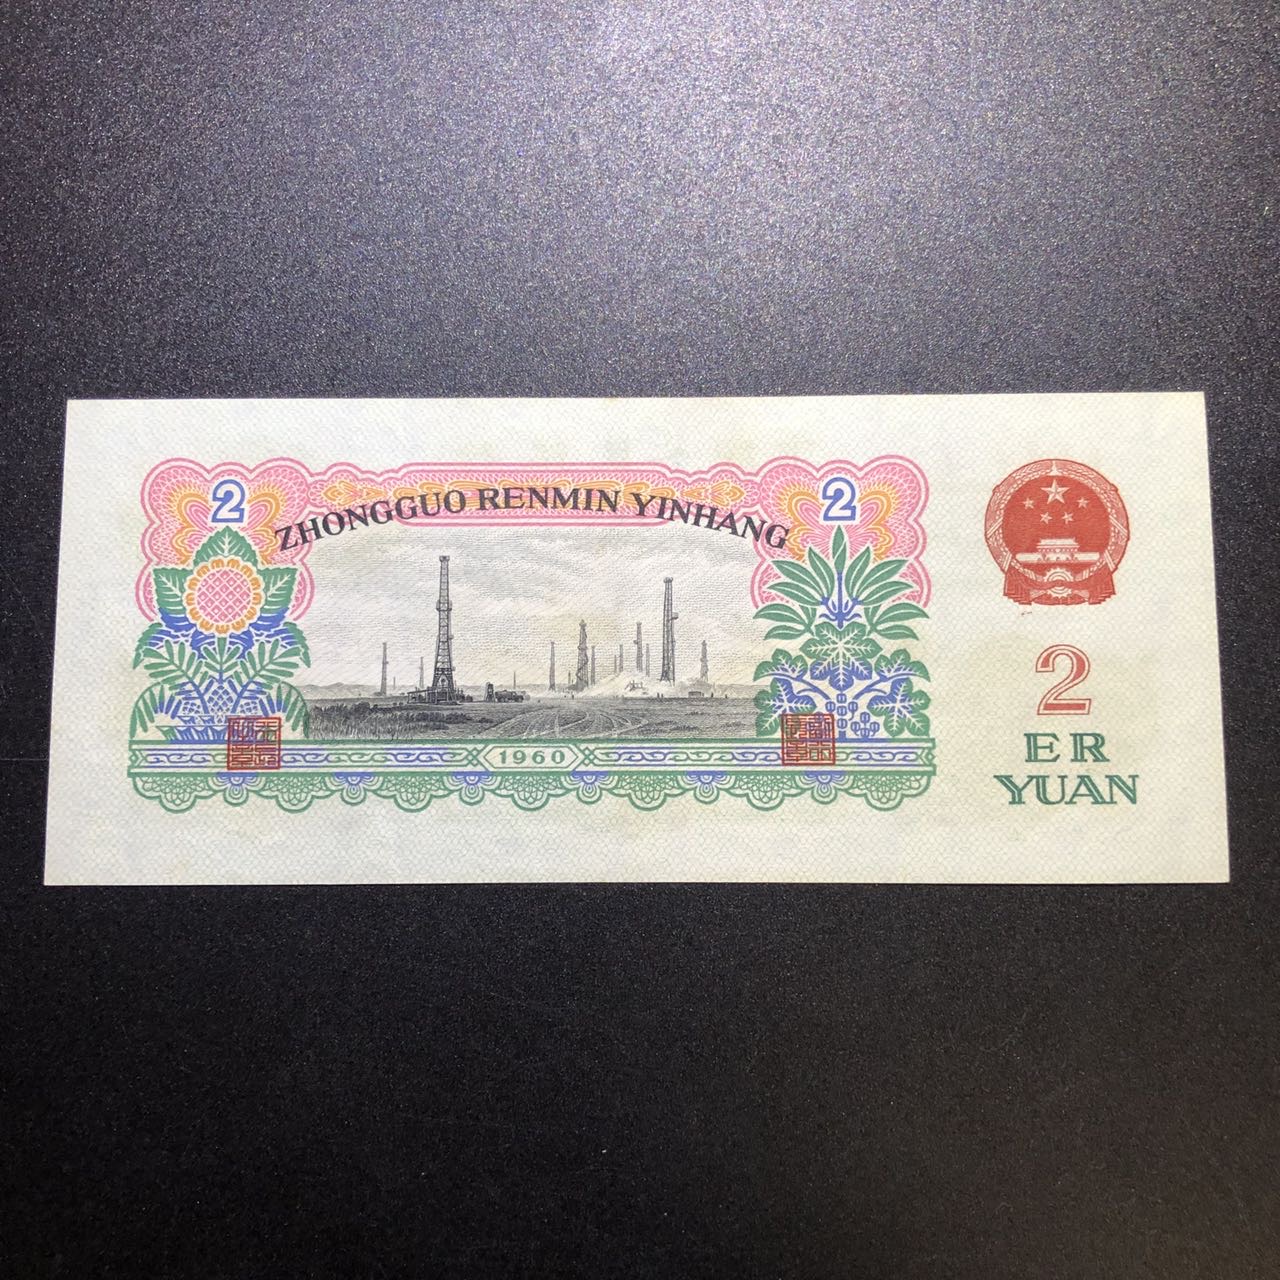 2
ZHONGGUO RENMIN YINHANG
2
1960
2
ER
YUAN